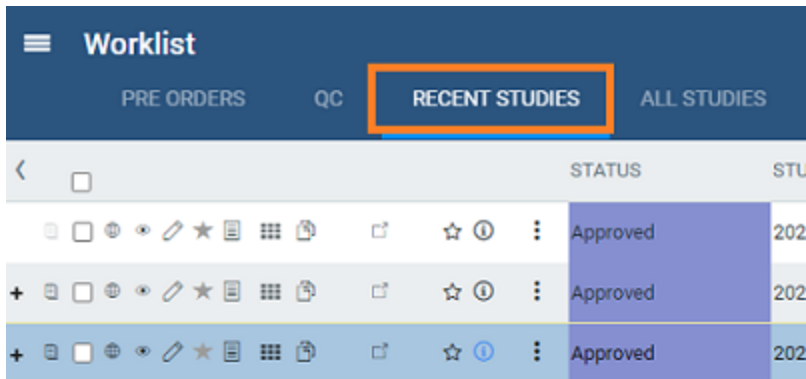 Worklist
PRE ORDERS QC RECENT STUDIES ALL STUDIES
STATUS STU
Approved 202
Approved 202
Approved 202